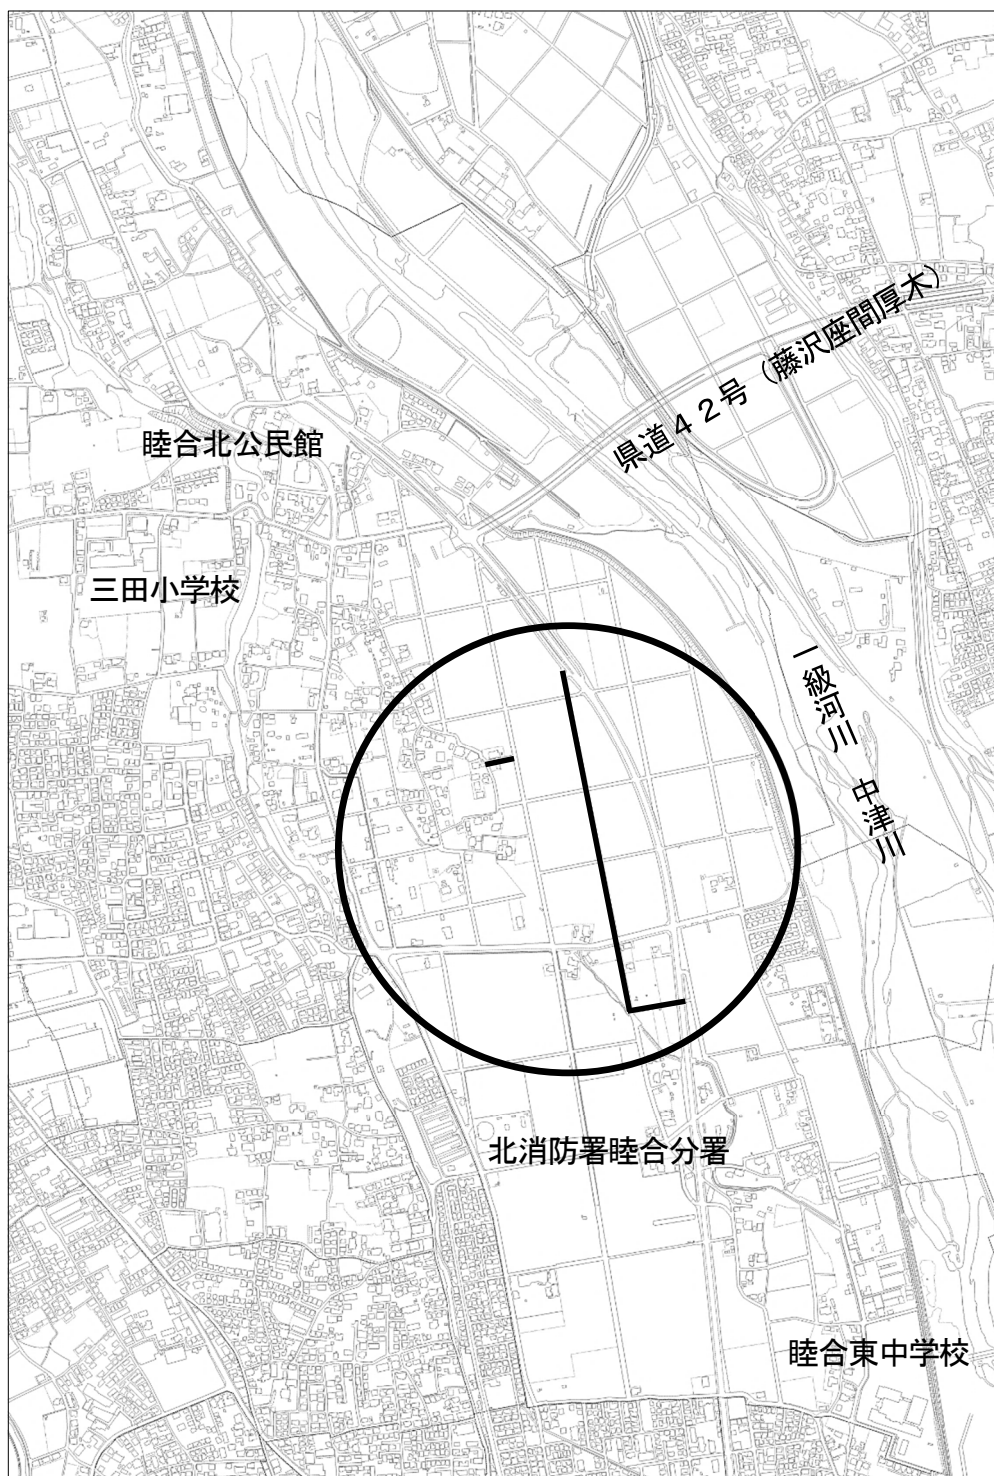 県道４２号（藤沢座間厚木）
睦合北公民館
三田小学校
一級河川　中津川
北消防署睦合分署
睦合東中学校